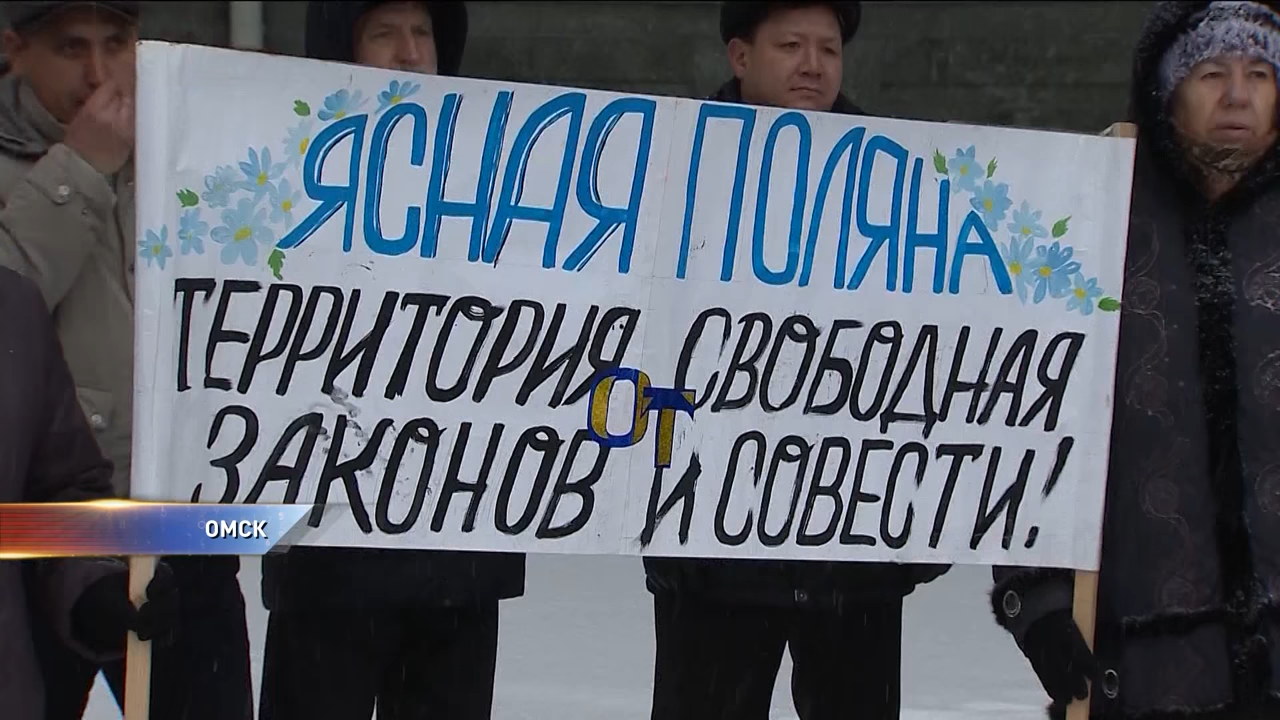 ЯСНАЯ ПОЛЯНА
ТЕРРИТОРИЯ СВОБОДНАЯ
ОТ
ЗАКОНОВ И СОВЕСТИ!
ОМСК